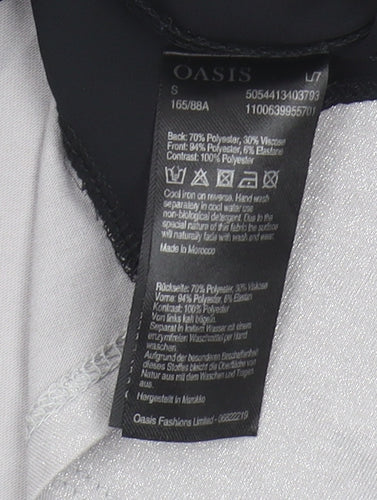 OASIS L/7
S 5054413403793
165/88A 1100639955701
Back: 70% Polyester, 30% Viscose
Front: 94% Polyester, 6% Elastane
Contrast: 100% Polyester
Cool iron on reverse. Hand wash
separately in cool water use
non-biological detergent. Due to the
special nature of this fabric the surface
will naturally fade with wash and wear.
Made in Morocco
Rückseite: 70% Polyester, 30% Viskose
Vorne: 94% Polyester, 6% Elastan
Kontrast: 100% Polyester
Von links kalt bügeln.
Separat in kaltem Wasser mit einem
enzymfreien Waschmittel per Hand
waschen.
Aufgrund der besonderen Beschaffenheit
dieses Stoffes bleicht die Oberfläche von
Natur aus mit dem Waschen und Tragen
aus.
Hergestellt in Marokko
Oasis Fashions Limited - 06822219